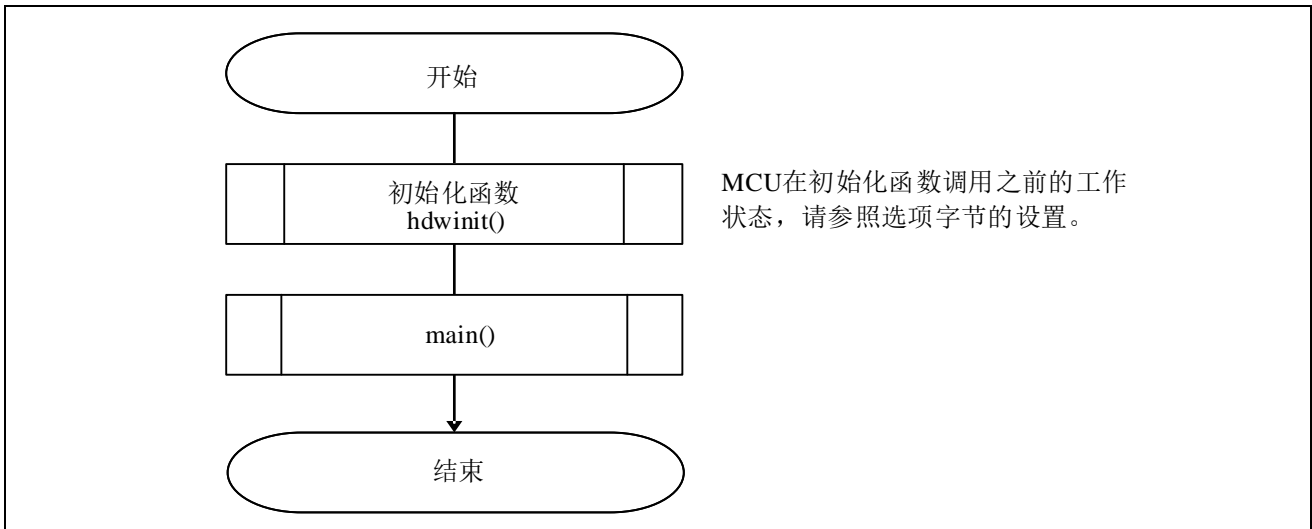 开始
初始化函数
hdwinit()
MCU在初始化函数调用之前的工作
状态，请参照选项字节的设置。
main()
结束